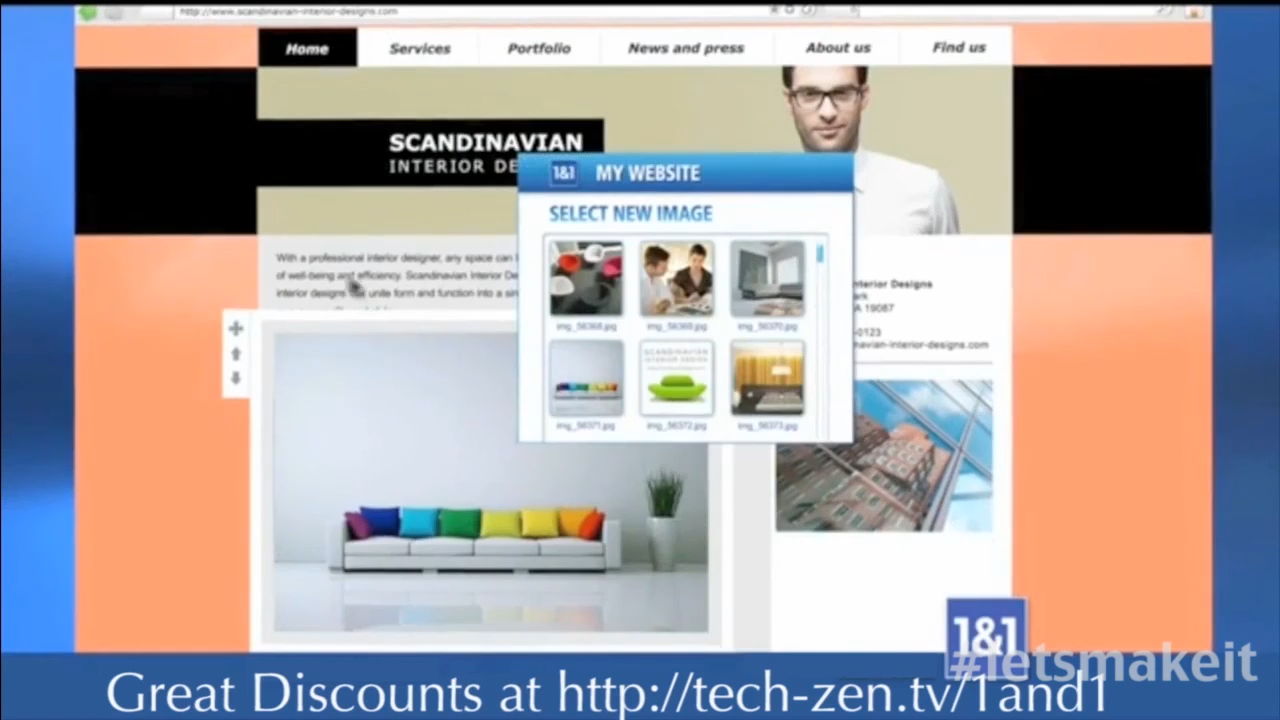 http://www.scandinavian-interior-designs.com
Home Services Portfolio News and press About us Find us
SCANDINAVIAN
INTERIOR DE
1&1 MY WEBSITE
SELECT NEW IMAGE
With a professional interior designer, any space can
of well-being and efficiency. Scandinavian Interior De
interior designs unite form and function into a
img_56368.jpg img_56369.jpg img_56370.jpg
SCANDINAVIAN
INTERIOR DESIGN
img_56371.jpg img_56372.jpg img_56373.jpg
nterior Designs
ark
A 19087
-0123
navian-interior-designs.com
1&1
#letsmakeit
Great Discounts at http://tech-zen.tv/1and1